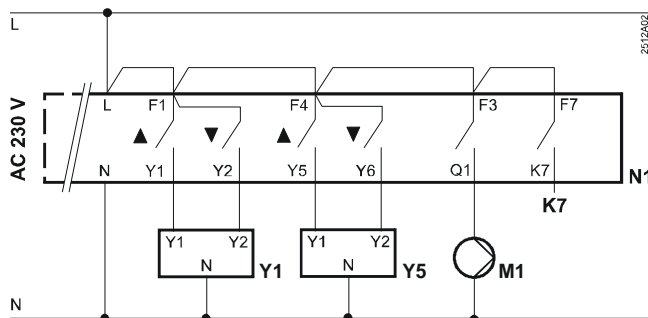 L
2512A02
AC 230 V
L F1 F4 F3 F7
N Y1 Y2 Y5 Y6 Q1 K7
N1
K7
Y1 Y2 Y1 Y2
N Y1 N Y5 M1
N